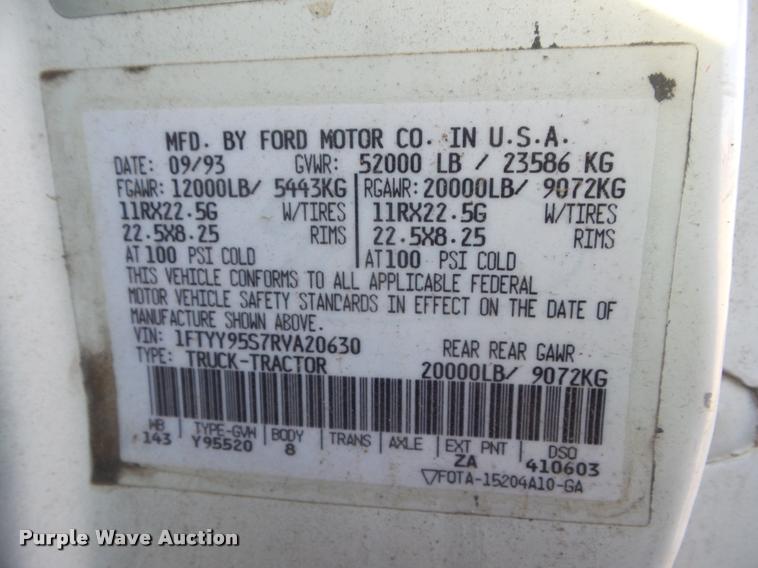 MFD. BY FORD MOTOR CO. IN U.S.A.
DATE: 09/93 GVWR: 52000 LB / 23586 KG
FGAWR: 12000LB/ 5443KG RGAWR: 20000LB/ 9072KG
11RX22.5G W/TIRES 11RX22.5G W/TIRES
22.5X8.25 RIMS 22.5X8.25 RIMS
AT 100 PSI COLD AT 100 PSI COLD
THIS VEHICLE CONFORMS TO ALL APPLICABLE FEDERAL
MOTOR VEHICLE SAFETY STANDARDS IN EFFECT ON THE DATE OF
MANUFACTURE SHOWN ABOVE.
VIN: 1FTYY95S7RVA20630 REAR REAR GAWR
TYPE: TRUCK-TRACTOR 20000LB/ 9072KG
WB TYPE-GVW BODY TRANS AXLE EXT PNT DSO
143 Y95520 8 ZA 410603
FOTA-15204A10-GA
Purple Wave Auction